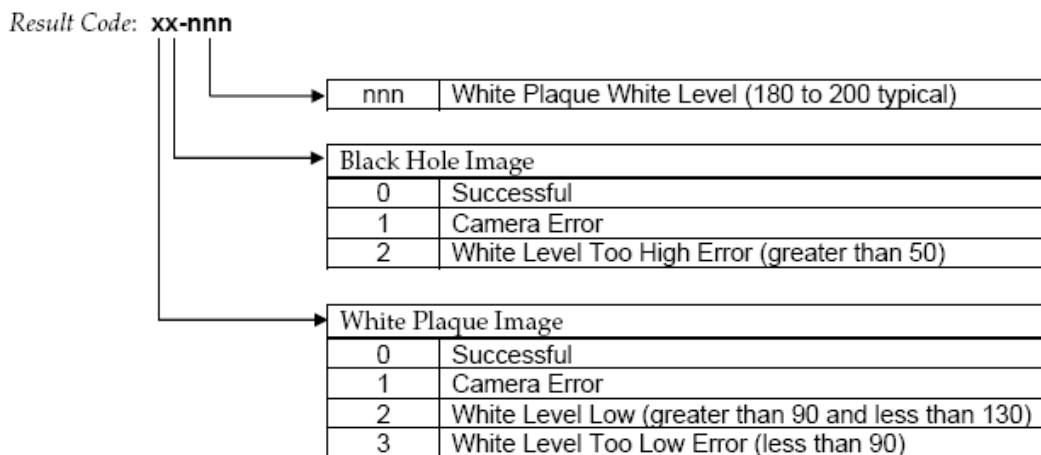 Result Code: xx-nnn
nnn White Plaque White Level (180 to 200 typical)
Black Hole Image
0 Successful
1 Camera Error
2 White Level Too High Error (greater than 50)
White Plaque Image
0 Successful
1 Camera Error
2 White Level Low (greater than 90 and less than 130)
3 White Level Too Low Error (less than 90)